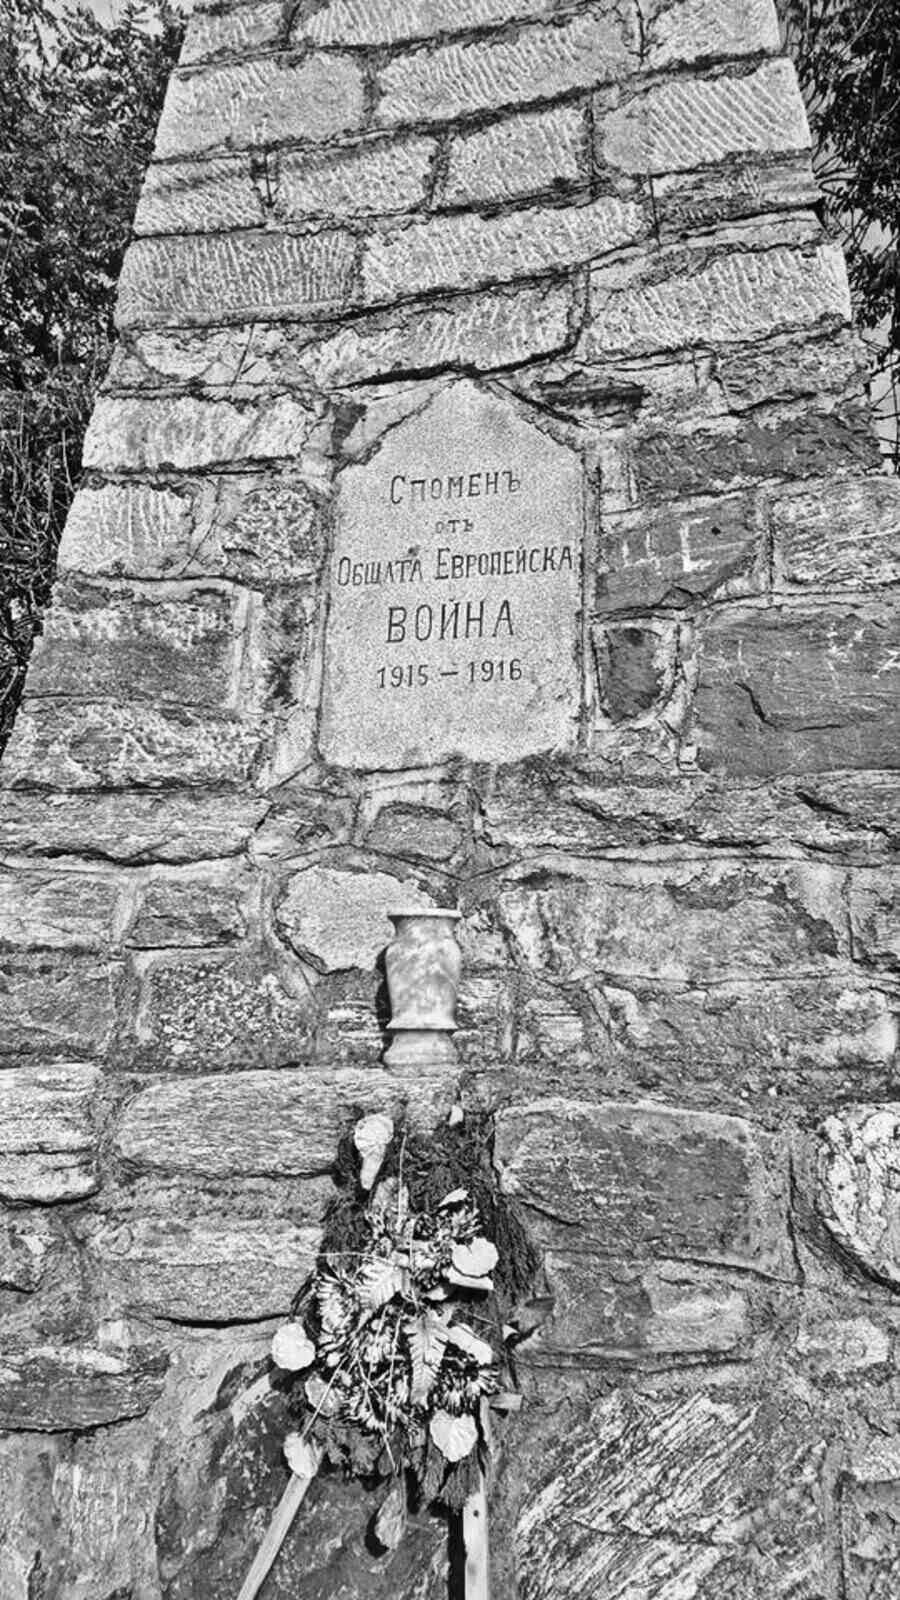 Споменъ
отъ
Общата Европейска
ВОЙНА
1915 – 1916